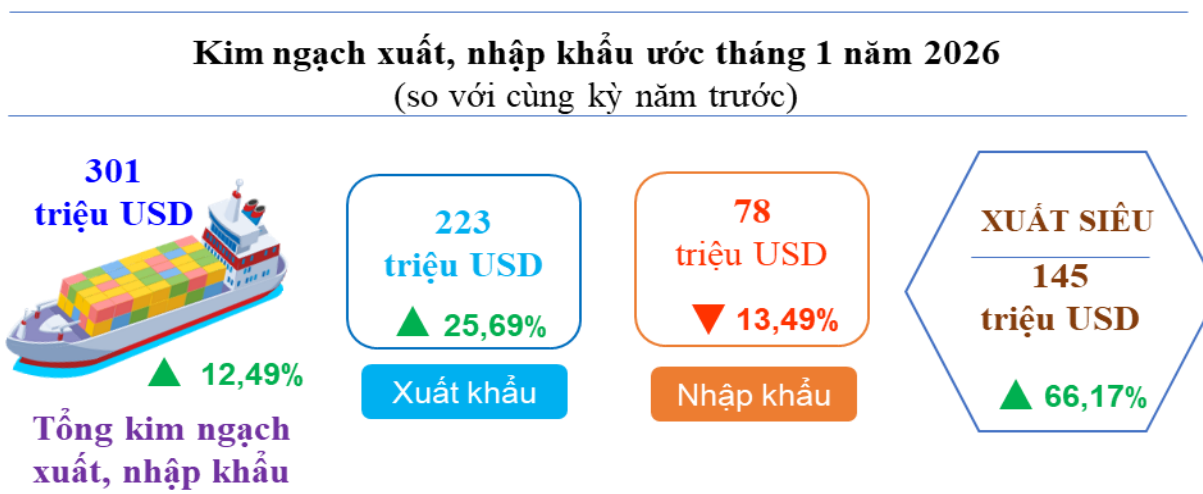 Kim ngạch xuất, nhập khẩu ước tháng 1 năm 2026
(so với cùng kỳ năm trước)
301
triệu USD
12,49%
Tổng kim ngạch
xuất, nhập khẩu
223
triệu USD
25,69%
Xuất khẩu
78
triệu USD
13,49%
Nhập khẩu
XUẤT SIÊU
145
triệu USD
66,17%